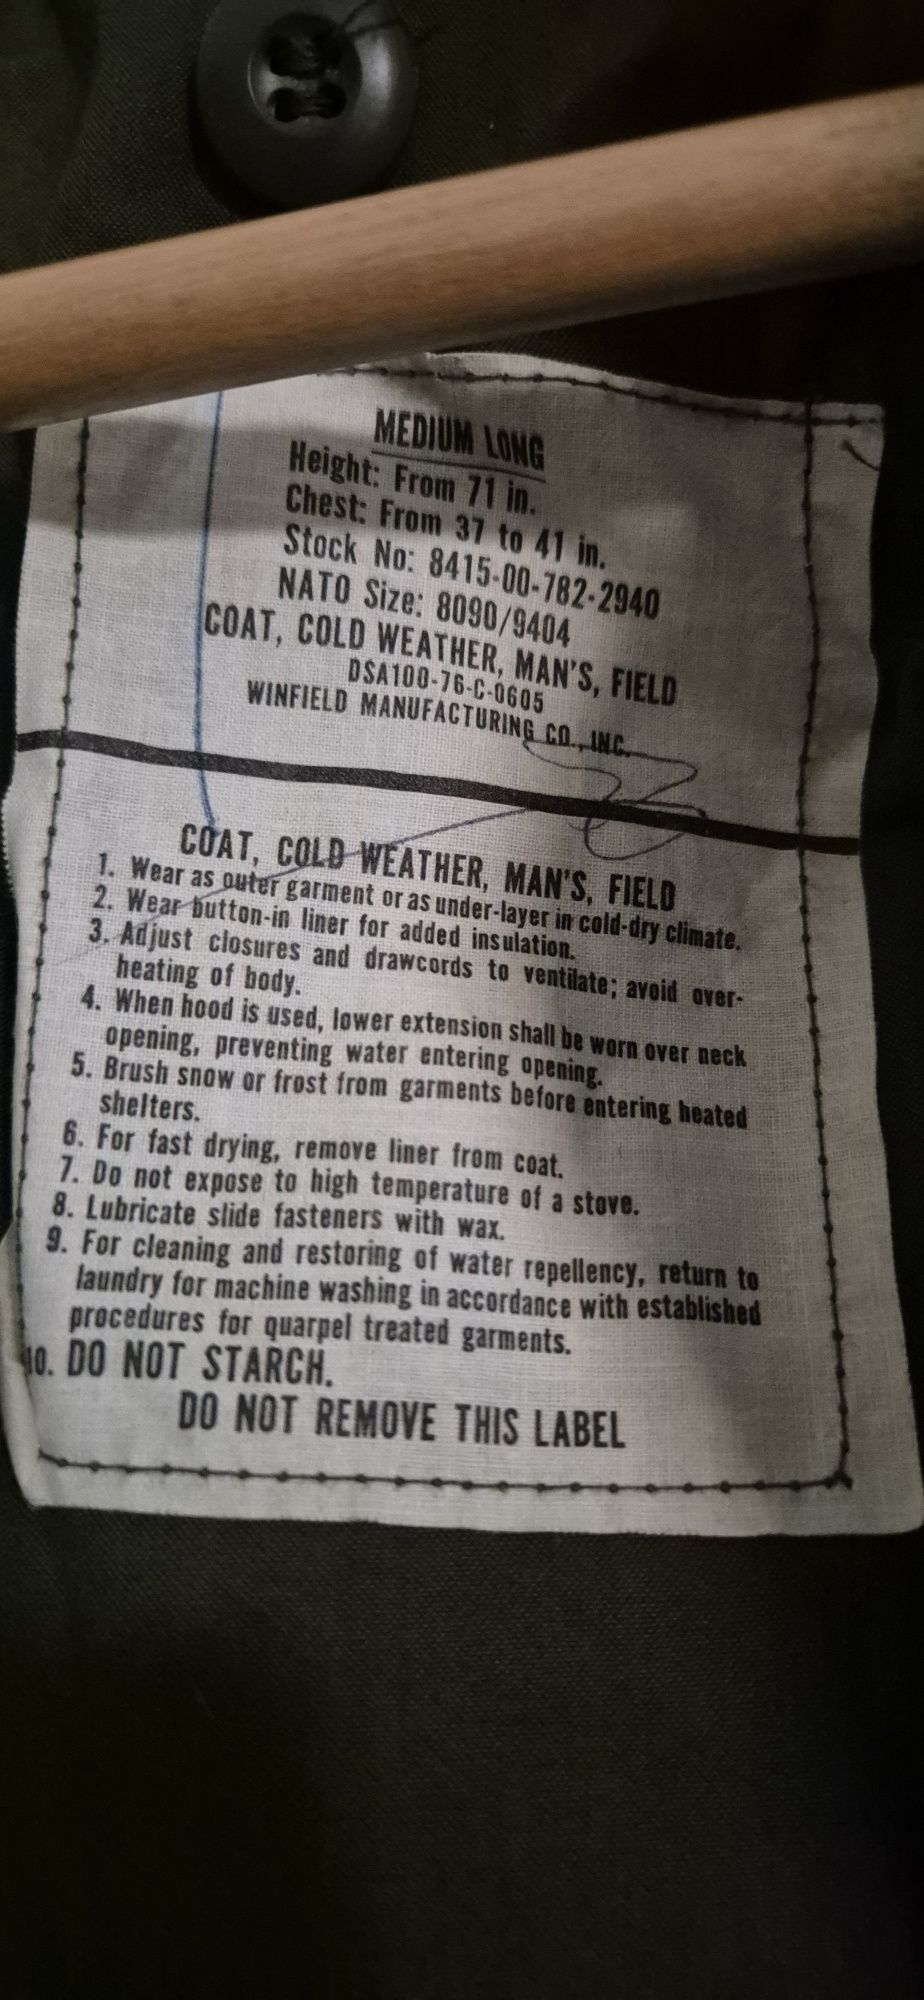 MEDIUM LONG
Height: From 71 in.
Chest: From 37 to 41 in.
Stock No: 8415-00-782-2940
NATO Size: 8090/9404
COAT, COLD WEATHER, MAN'S, FIELD
DSA100-76-C-0605
WINFIELD MANUFACTURING CO., INC.
COAT, COLD WEATHER, MAN'S, FIELD
1. Wear as outer garment or as under-layer in cold-dry climate.
2. Wear button-in liner for added insulation.
3. Adjust closures and drawcords to ventilate; avoid over-
heating of body.
4. When hood is used, lower extension shall be worn over neck
opening, preventing water entering opening.
5. Brush snow or frost from garments before entering heated
shelters.
6. For fast drying, remove liner from coat.
7. Do not expose to high temperature of a stove.
8. Lubricate slide fasteners with wax.
9. For cleaning and restoring of water repellency, return to
laundry for machine washing in accordance with established
procedures for quarpel treated garments.
10. DO NOT STARCH.
DO NOT REMOVE THIS LABEL